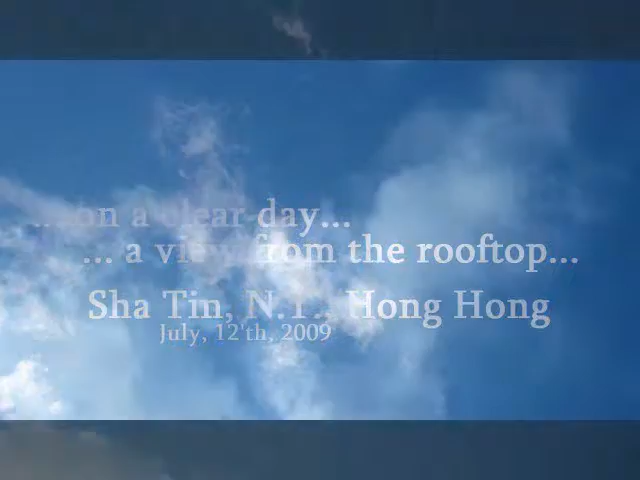 ... on a clear day...
... a view from the rooftop...
Sha Tin, N.T., Hong Hong
July, 12'th, 2009